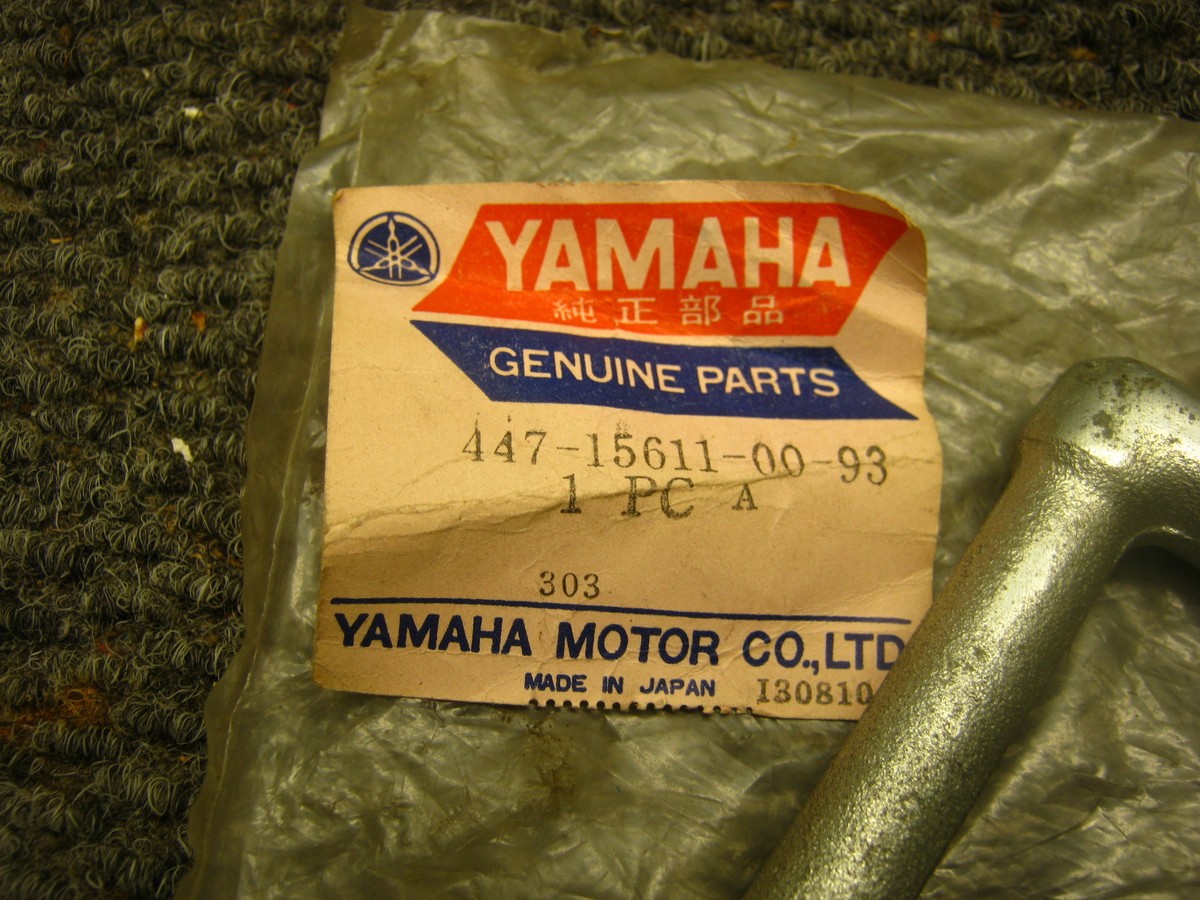 YAMAHA
純正部品
GENUINE PARTS
447-15611-00-93
1 PC A
303
YAMAHA MOTOR CO.,LTD
MADE IN JAPAN I30810